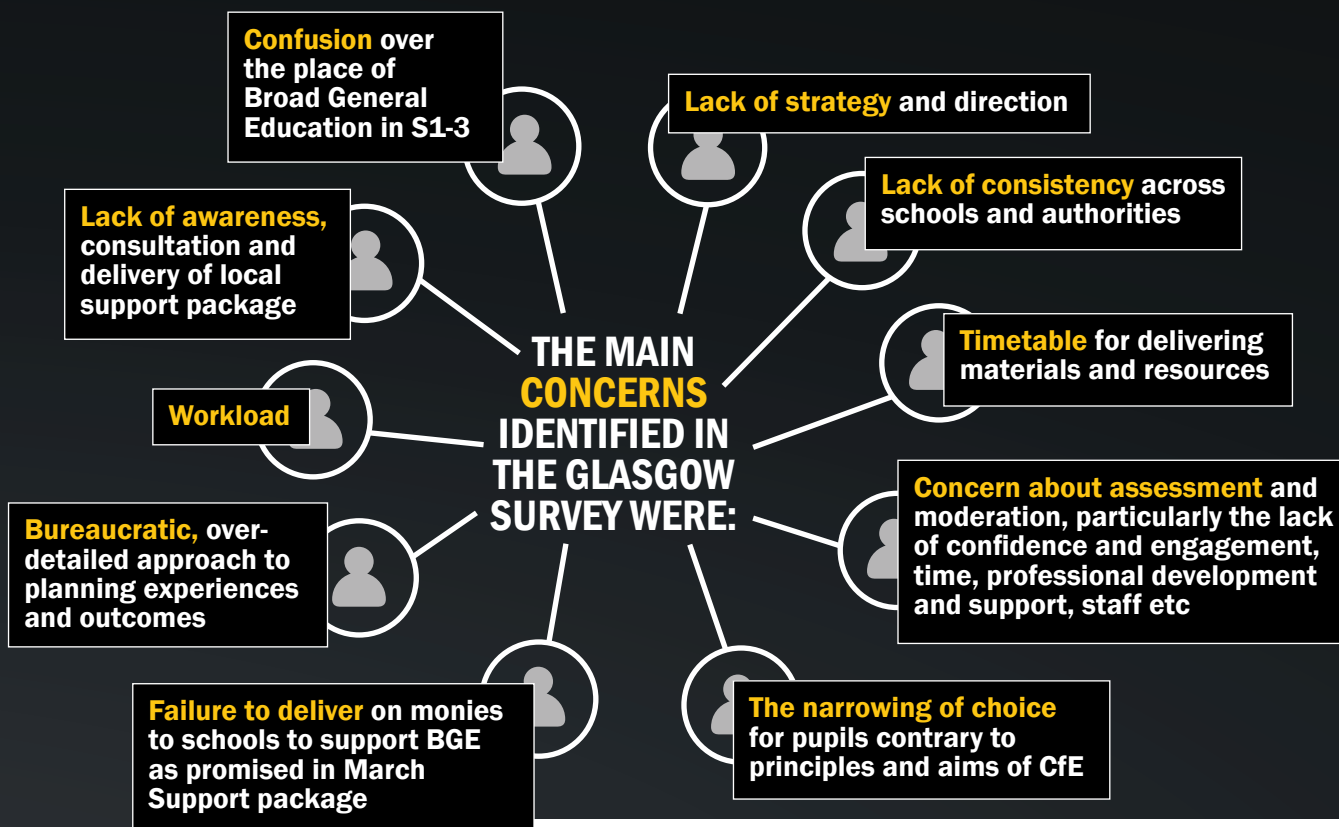 THE MAIN
CONCERNS
IDENTIFIED IN
THE GLASGOW
SURVEY WERE:
Confusion over
the place of
Broad General
Education in S1-3
Lack of strategy and direction
Lack of consistency across
schools and authorities
Timetable for delivering
materials and resources
Concern about assessment and
moderation, particularly the lack
of confidence and engagement,
time, professional development
and support, staff etc
The narrowing of choice
for pupils contrary to
principles and aims of CfE
Failure to deliver on monies
to schools to support BGE
as promised in March
Support package
Bureaucratic, over-
detailed approach to
planning experiences
and outcomes
Workload
Lack of awareness,
consultation and
delivery of local
support package